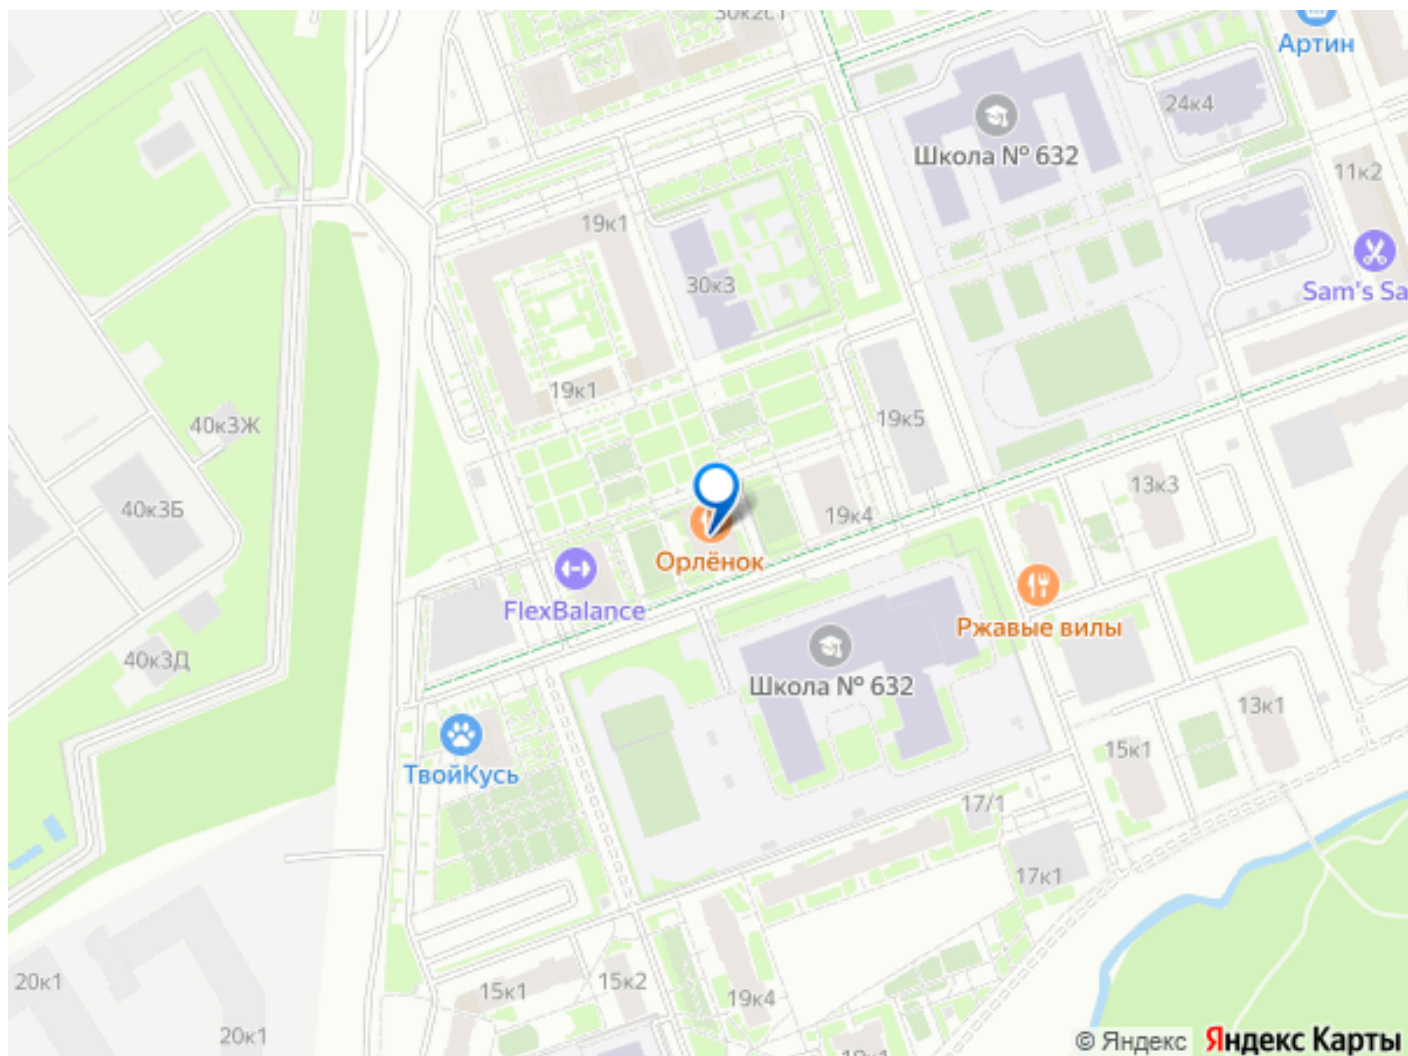 30к2с1
Артин
24к4
Школа № 632
11к2
19к1
30к3
Sam's Sa
19к1
19к5
40к3Ж
40к3Б
13к3
19к4
Орлёнок
FlexBalance
Ржавые вилы
40к3Д
Школа № 632
13к1
15к1
ТвойКусь
17/1
17к1
20к1
15к1
15к2
19к4
20к1
19к1
© Яндекс Яндекс Карты